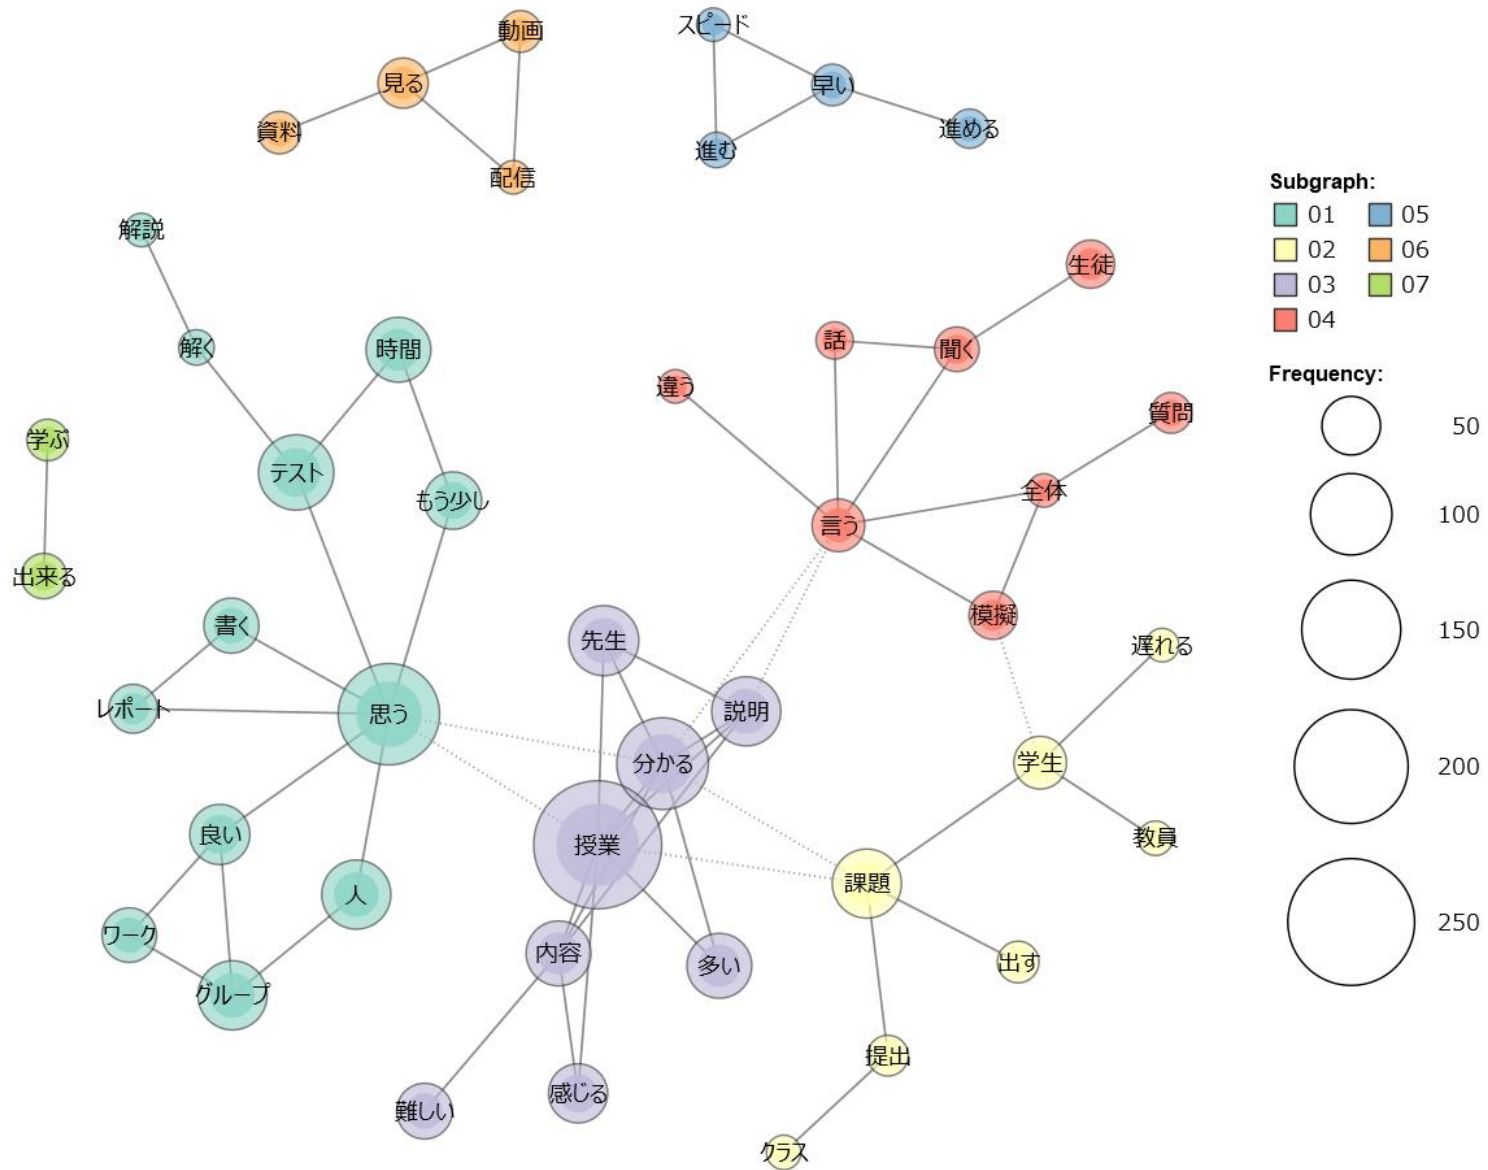 スピード
動画
見る
早い
資料
進める
進む
配信
Subgraph:
01
05
02
06
03
07
04
解説
生徒
話
聞く
解く
時間
違う
Frequency:
質問
50
学ぶ
テスト
もう少し
全体
100
言う
出来る
模擬
書く
先生
遅れる
150
レポート
思う
説明
分かる
学生
200
良い
授業
教員
人
課題
250
ワーク
内容
多い
出す
グループ
提出
感じる
難しい
クラス